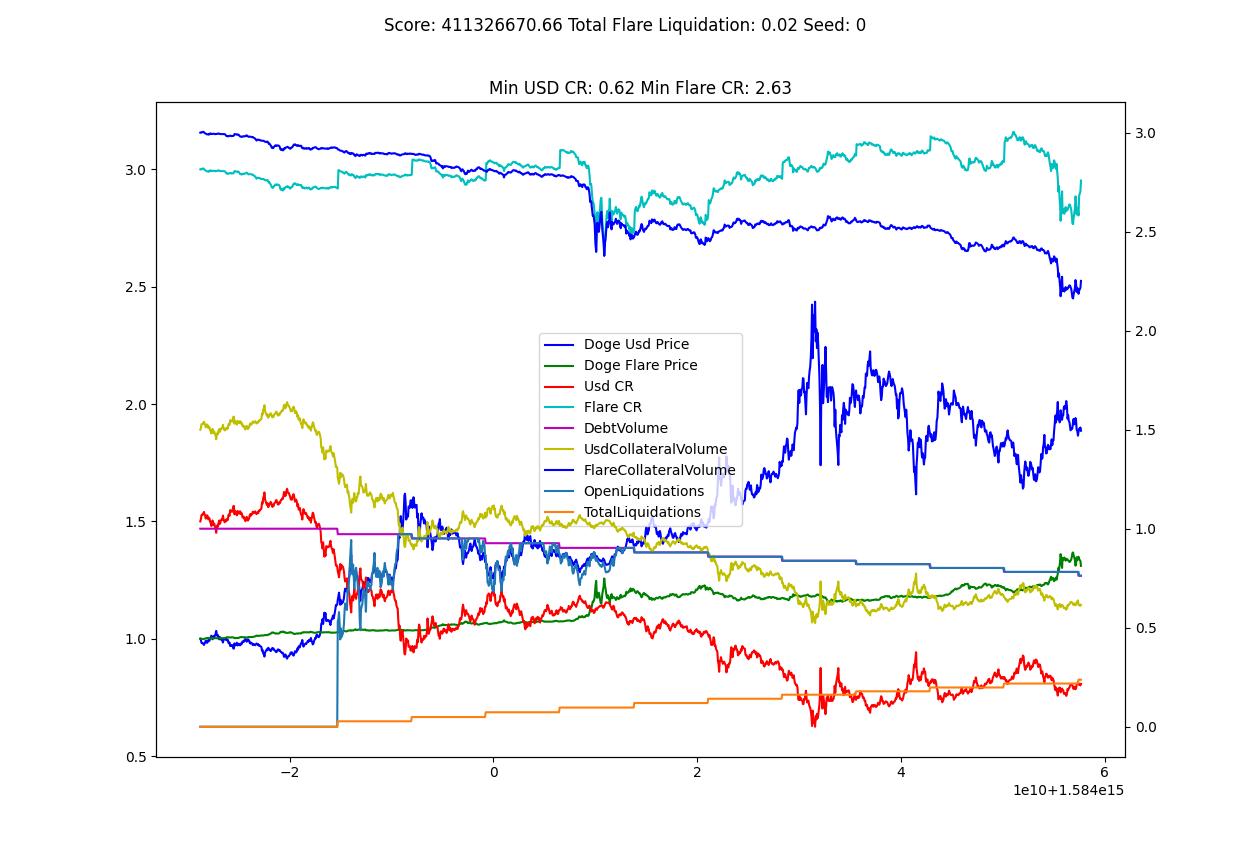 Score: 411326670.66 Total Flare Liquidation: 0.02 Seed: 0
Min USD CR: 0.62 Min Flare CR: 2.63
3.0
2.5
2.0
1.5
1.0
0.5
Doge Usd Price
Doge Flare Price
Usd CR
Flare CR
DebtVolume
UsdCollateralVolume
FlareCollateralVolume
OpenLiquidations
TotalLiquidations
3.0
2.5
2.0
1.5
1.0
0.5
0.0
−2 0 2 4 6
1e10+1.584e15